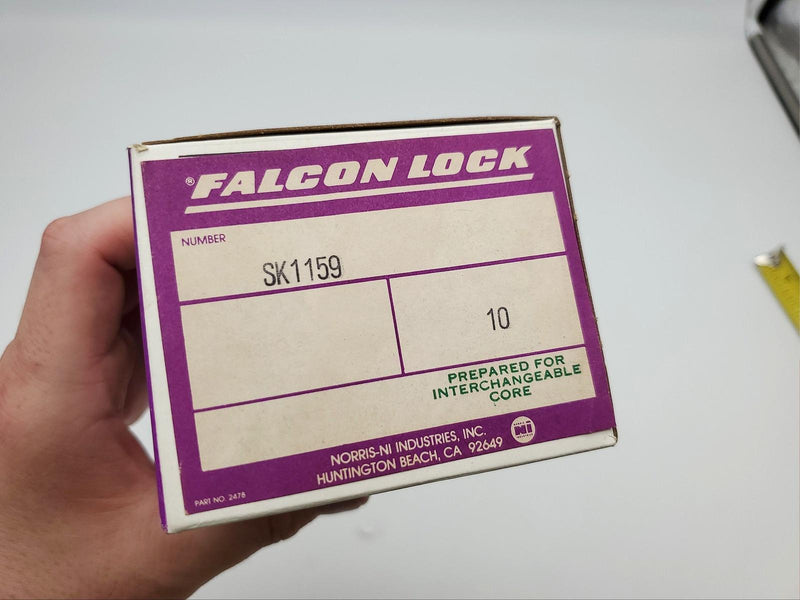 ® FALCON LOCK
NUMBER
SK1159
10
PREPARED FOR
INTERCHANGEABLE
CORE
NORRIS-NI INDUSTRIES, INC.
HUNTINGTON BEACH, CA 92649
Ni
PART NO. 2478